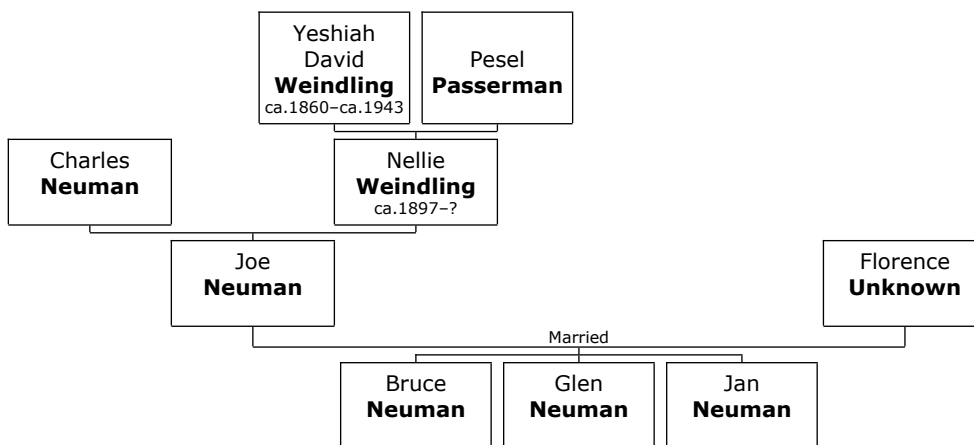 Yeshiah
David
Weindling
ca.1860–ca.1943
Pesel
Passerman
Charles
Neuman
Nellie
Weindling
ca.1897–?
Joe
Neuman
Florence
Unknown
Married
Bruce
Neuman
Glen
Neuman
Jan
Neuman